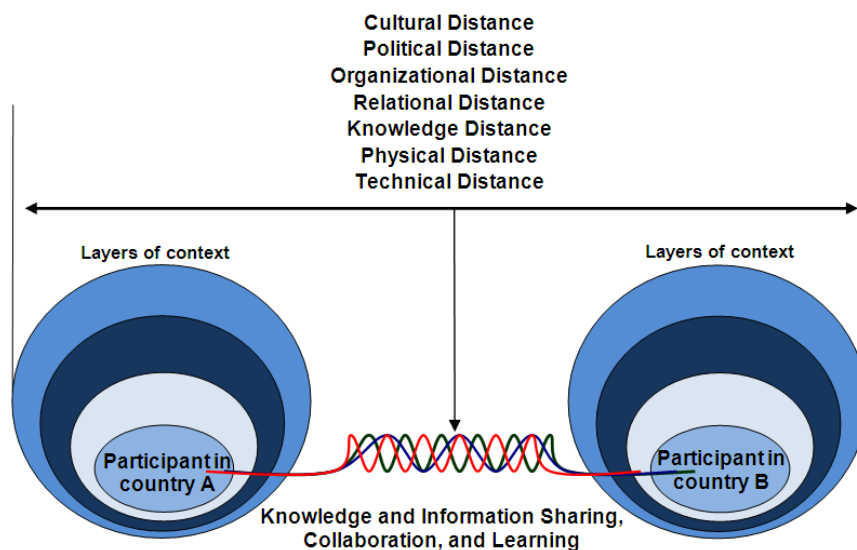 Cultural Distance
Political Distance
Organizational Distance
Relational Distance
Knowledge Distance
Physical Distance
Technical Distance
Layers of context
Layers of context
Participant in
country A
Participant in
country B
Knowledge and Information Sharing,
Collaboration, and Learning